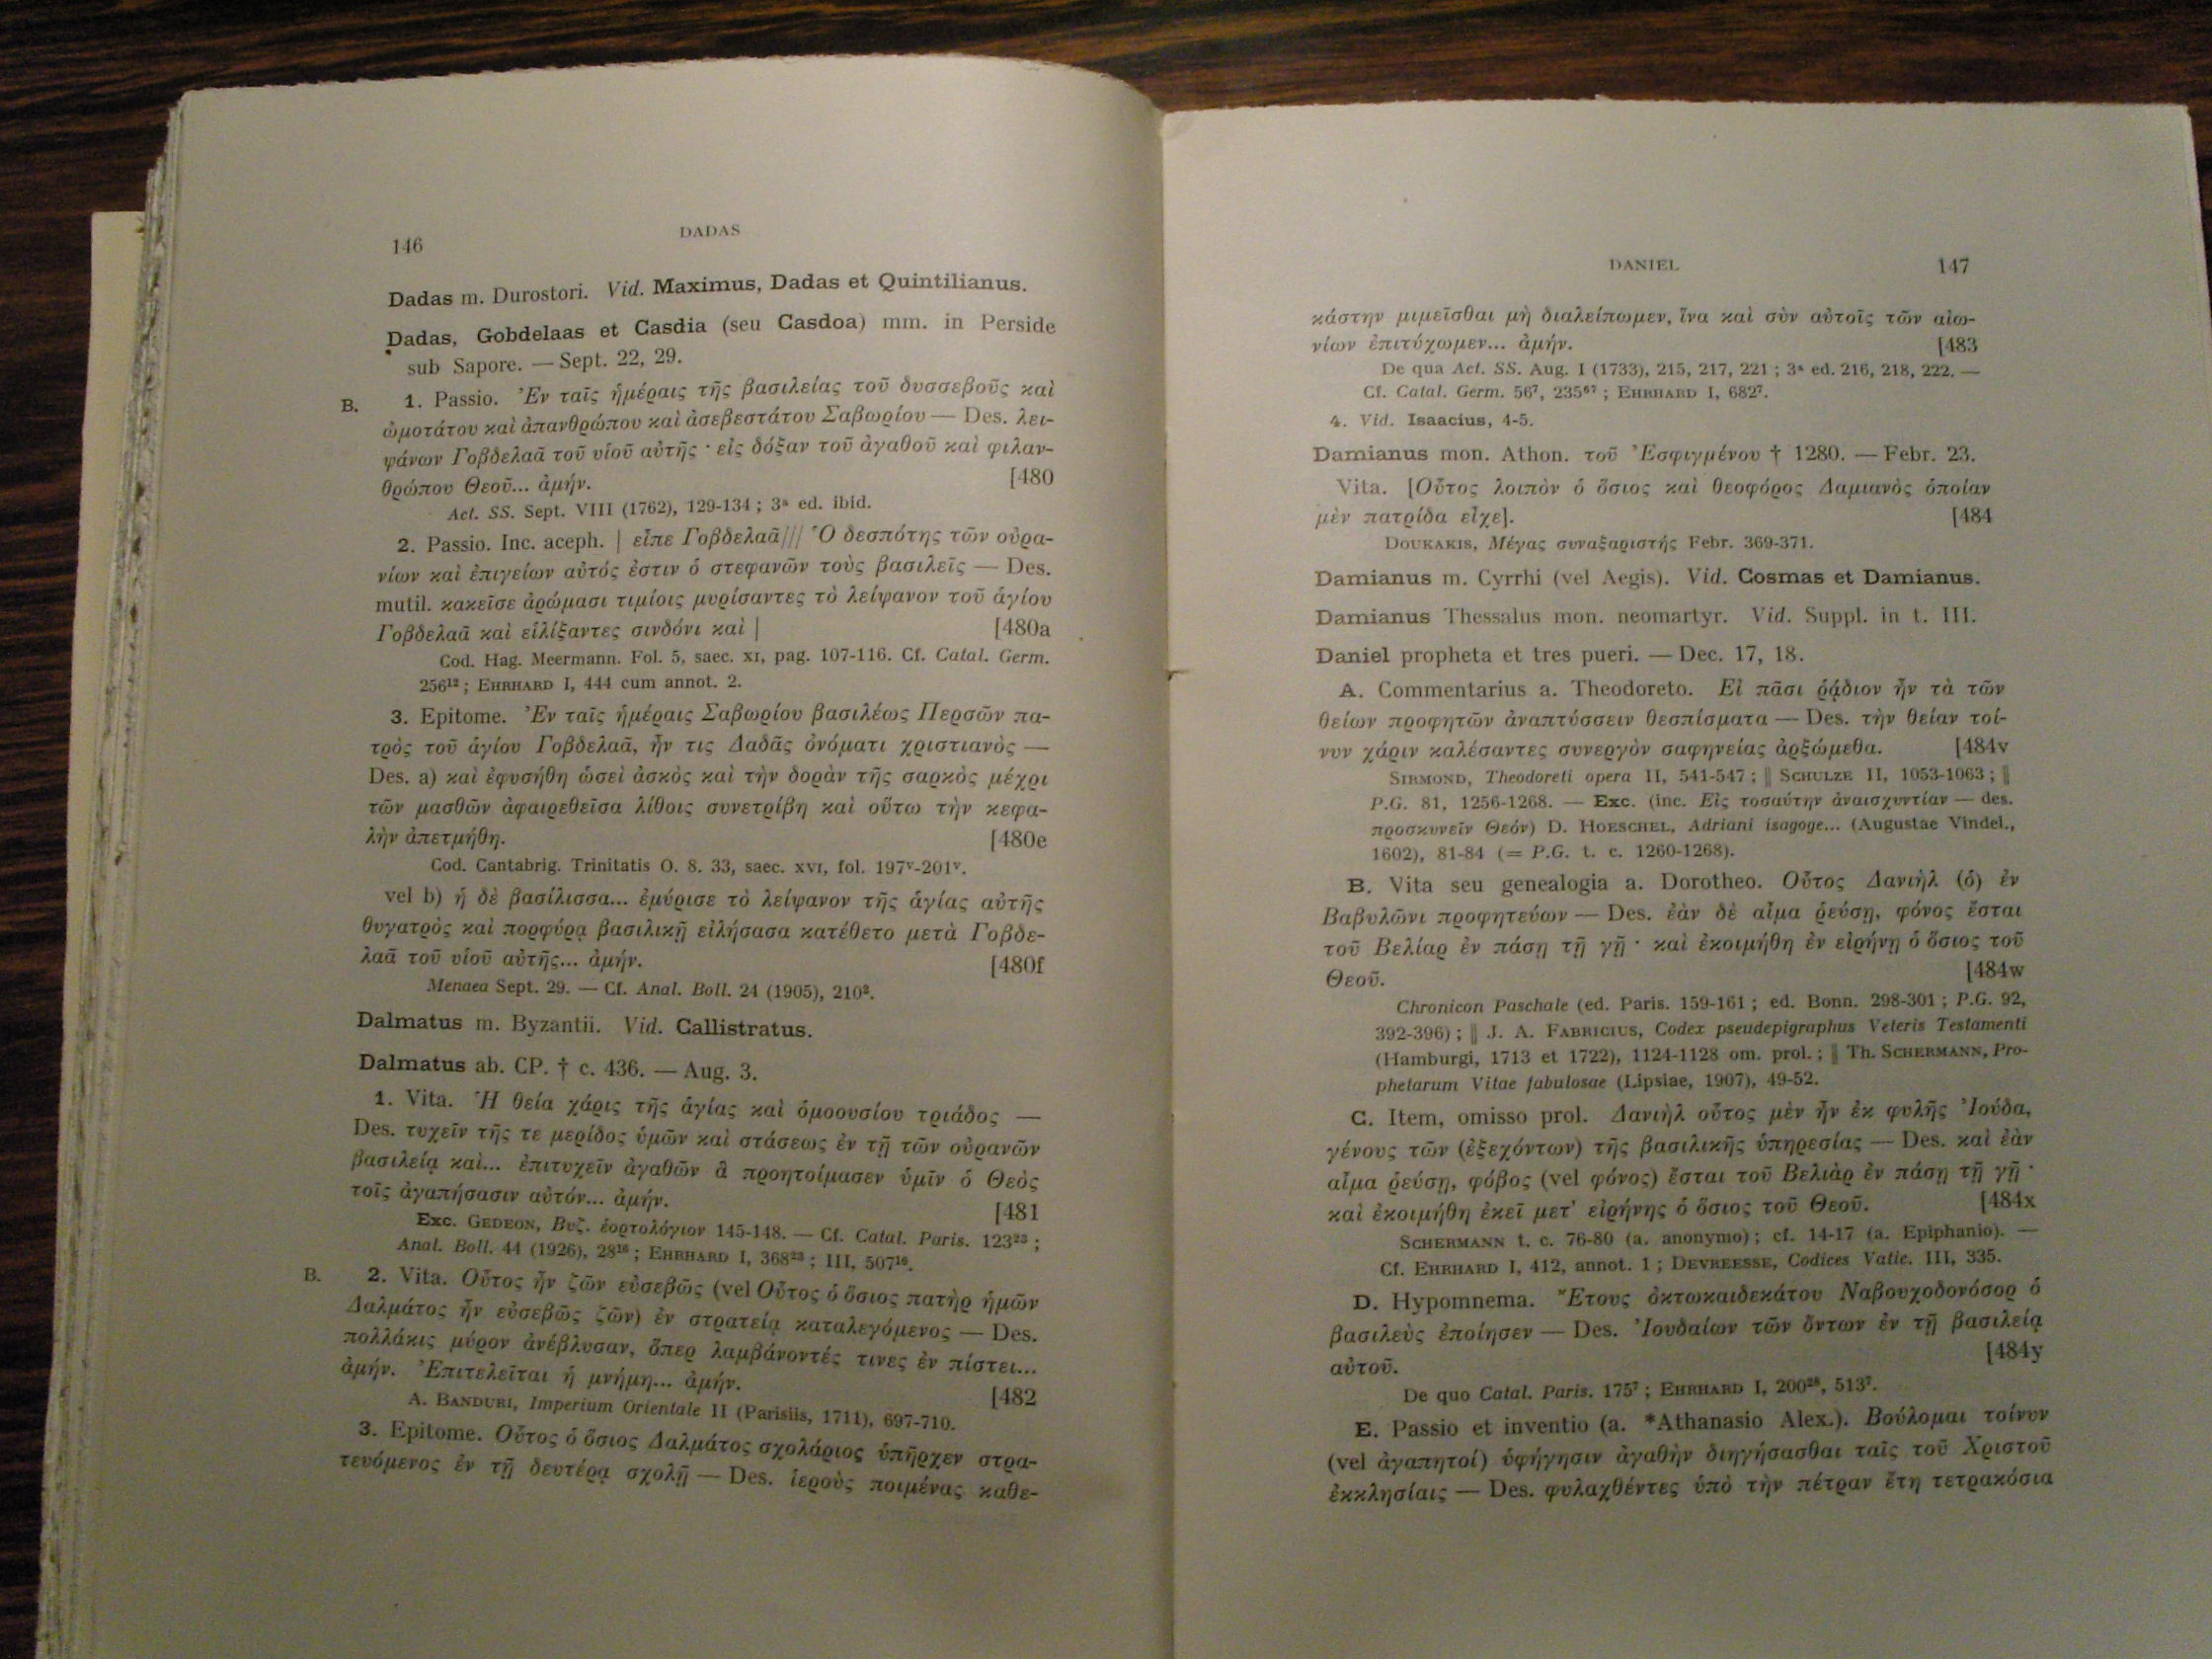 146
DADAS
Dadas m. Durostori. Vid. Maximus, Dadas et Quintilianus.
Dadas, Gobdelaas et Casdia (seu Casdoa) mm. in Perside
sub Sapore. — Sept. 22, 29.
B. 1. Passio. Ἐν ταῖς ἡμέραις τῆς βασιλείας τοῦ δυσσεβοῦς καὶ
ὠμοτάτου καὶ ἀπανθρώπου καὶ ἀσεβεστάτου Σαβωρίου — Des. λει-
ψάνων Γοβδελαᾶ τοῦ υἱοῦ αὐτῆς · εἰς δόξαν τοῦ ἀγαθοῦ καὶ φιλαν-
θρώπου Θεοῦ... ἀμήν. [480
Act. SS. Sept. VIII (1762), 129-134 ; 3ª ed. ibid.
2. Passio. Inc. aceph. | εἶπε Γοβδελαᾶ/// Ὁ δεσπότης τῶν οὐρα-
νίων καὶ ἐπιγείων αὐτός ἐστιν ὁ στεφανῶν τοὺς βασιλεῖς — Des.
mutil. κακεῖσε ἀρώμασι τιμίοις μυρίσαντες τὸ λείψανον τοῦ ἁγίου
Γοβδελαᾶ καὶ εἱλίξαντες σινδόνι καὶ | [480a
Cod. Hag. Meermann. Fol. 5, saec. XI, pag. 107-116. Cf. Catal. Germ.
256¹² ; EHRHARD I, 444 cum annot. 2.
3. Epitome. Ἐν ταῖς ἡμέραις Σαβωρίου βασιλέως Περσῶν πα-
τρὸς τοῦ ἁγίου Γοβδελαᾶ, ἦν τις Δαδᾶς ὀνόματι χριστιανὸς —
Des. a) καὶ ἐφυσήθη ὡσεὶ ἀσκὸς καὶ τὴν δορὰν τῆς σαρκὸς μέχρι
τῶν μασθῶν ἀφαιρεθεῖσα λίθοις συνετρίβη καὶ οὕτω τὴν κεφα-
λὴν ἀπετμήθη. [480e
Cod. Cantabrig. Trinitatis O. 8. 33, saec. XVI, fol. 197ᵛ-201ᵛ.
vel b) ἡ δὲ βασίλισσα... ἐμύρισε τὸ λείψανον τῆς ἁγίας αὐτῆς
θυγατρὸς καὶ πορφύρᾳ βασιλικῇ εἰλήσασα κατέθετο μετὰ Γοβδε-
λαᾶ τοῦ υἱοῦ αὐτῆς... ἀμήν. [480f
Menaea Sept. 29. — Cf. Anal. Boll. 24 (1905), 210².
Dalmatus m. Byzantii. Vid. Callistratus.
Dalmatus ab. CP. † c. 436. — Aug. 3.
1. Vita. Ἡ θεία χάρις τῆς ἁγίας καὶ ὁμοουσίου τριάδος —
Des. τυχεῖν τῆς τε μερίδος ὑμῶν καὶ στάσεως ἐν τῇ τῶν οὐρανῶν
βασιλείᾳ καὶ... ἐπιτυχεῖν ἀγαθῶν ἃ προητοίμασεν ὑμῖν ὁ Θεὸς
τοῖς ἀγαπήσασιν αὐτόν... ἀμήν. [481
Exc. GEDEON, Βυζ. ἑορτολόγιον 145-148. — Cf. Catal. Paris. 123²³ ;
Anal. Boll. 44 (1926), 28¹⁶ ; EHRHARD I, 368²³ ; III, 507¹⁶.
B. 2. Vita. Οὗτος ἦν ζῶν εὐσεβῶς (vel Οὗτος ὁ ὅσιος πατὴρ ἡμῶν
Δαλμάτος ἦν εὐσεβῶς ζῶν) ἐν στρατείᾳ καταλεγόμενος — Des.
πολλάκις μύρον ἀνέβλυσαν, ὅπερ λαμβάνοντές τινες ἐν πίστει...
ἀμήν. Ἐπιτελεῖται ἡ μνήμη... ἀμήν. [482
A. BANDURI, Imperium Orientale II (Parisiis, 1711), 697-710.
3. Epitome. Οὗτος ὁ ὅσιος Δαλμάτος σχολάριος ὑπῆρχεν στρα-
τευόμενος ἐν τῇ δευτέρᾳ σχολῇ — Des. ἱεροὺς ποιμένας καθε-
DANIEL
147
κάστην μιμεῖσθαι μὴ διαλείπωμεν, ἵνα καὶ σὺν αὐτοῖς τῶν αἰω-
νίων ἐπιτύχωμεν... ἀμήν. [483
De qua Act. SS. Aug. I (1733), 215, 217, 221 ; 3ª ed. 216, 218, 222. —
Cf. Catal. Germ. 56⁷, 235⁶⁷ ; EHRHARD I, 682⁷.
4. Vid. Isaacius, 4-5.
Damianus mon. Athon. τοῦ Ἐσφιγμένου † 1280. — Febr. 23.
Vita. [Οὗτος λοιπὸν ὁ ὅσιος καὶ θεοφόρος Δαμιανὸς ὁποίαν
μὲν πατρίδα εἶχε]. [484
DOUKAKIS, Μέγας συναξαριστής Febr. 369-371.
Damianus m. Cyrrhi (vel Aegis). Vid. Cosmas et Damianus.
Damianus Thessalus mon. neomartyr. Vid. Suppl. in t. III.
Daniel propheta et tres pueri. — Dec. 17, 18.
A. Commentarius a. Theodoreto. Εἰ πᾶσι ῥᾴδιον ἦν τὰ τῶν
θείων προφητῶν ἀναπτύσσειν θεσπίσματα — Des. τὴν θείαν τοί-
νυν χάριν καλέσαντες συνεργὸν σαφηνείας ἀρξώμεθα. [484v
SIRMOND, Theodoreti opera II, 541-547 ; ‖ SCHULZE II, 1053-1063 ; ‖
P.G. 81, 1256-1268. — Exc. (inc. Εἰς τοσαύτην ἀναισχυντίαν — des.
προσκυνεῖν Θεόν) D. HOESCHEL, Adriani isagoge... (Augustae Vindel.,
1602), 81-84 (= P.G. t. c. 1260-1268).
B. Vita seu genealogia a. Dorotheo. Οὗτος Δανιὴλ (ὁ) ἐν
Βαβυλῶνι προφητεύων — Des. ἐὰν δὲ αἷμα ῥεύσῃ, φόνος ἔσται
τοῦ Βελίαρ ἐν πάσῃ τῇ γῇ · καὶ ἐκοιμήθη ἐν εἰρήνῃ ὁ ὅσιος τοῦ
Θεοῦ. [484w
Chronicon Paschale (ed. Paris. 159-161 ; ed. Bonn. 298-301 ; P.G. 92,
392-396) ; ‖ J. A. FABRICIUS, Codex pseudepigraphus Veteris Testamenti
(Hamburgi, 1713 et 1722), 1124-1128 om. prol. ; ‖ Th. SCHERMANN, Pro-
phetarum Vitae fabulosae (Lipsiae, 1907), 49-52.
C. Item, omisso prol. Δανιὴλ οὗτος μὲν ἦν ἐκ φυλῆς Ἰούδα,
γένους τῶν (ἐξεχόντων) τῆς βασιλικῆς ὑπηρεσίας — Des. καὶ ἐὰν
αἷμα ῥεύσῃ, φόβος (vel φόνος) ἔσται τοῦ Βελιὰρ ἐν πάσῃ τῇ γῇ ·
καὶ ἐκοιμήθη ἐκεῖ μετ' εἰρήνης ὁ ὅσιος τοῦ Θεοῦ. [484x
SCHERMANN t. c. 76-80 (a. anonymo) ; cf. 14-17 (a. Epiphanio). —
Cf. EHRHARD I, 412, annot. 1 ; DEVREESSE, Codices Vatic. III, 335.
D. Hypomnema. Ἔτους ὀκτωκαιδεκάτου Ναβουχοδονόσορ ὁ
βασιλεὺς ἐποίησεν — Des. Ἰουδαίων τῶν ὄντων ἐν τῇ βασιλείᾳ
αὐτοῦ. [484y
De quo Catal. Paris. 175⁷ ; EHRHARD I, 200²⁸, 513⁷.
E. Passio et inventio (a. *Athanasio Alex.). Βούλομαι τοίνυν
(vel ἀγαπητοί) ὑφήγησιν ἀγαθὴν διηγήσασθαι ταῖς τοῦ Χριστοῦ
ἐκκλησίαις — Des. φυλαχθέντες ὑπὸ τὴν πέτραν ἔτη τετρακόσια